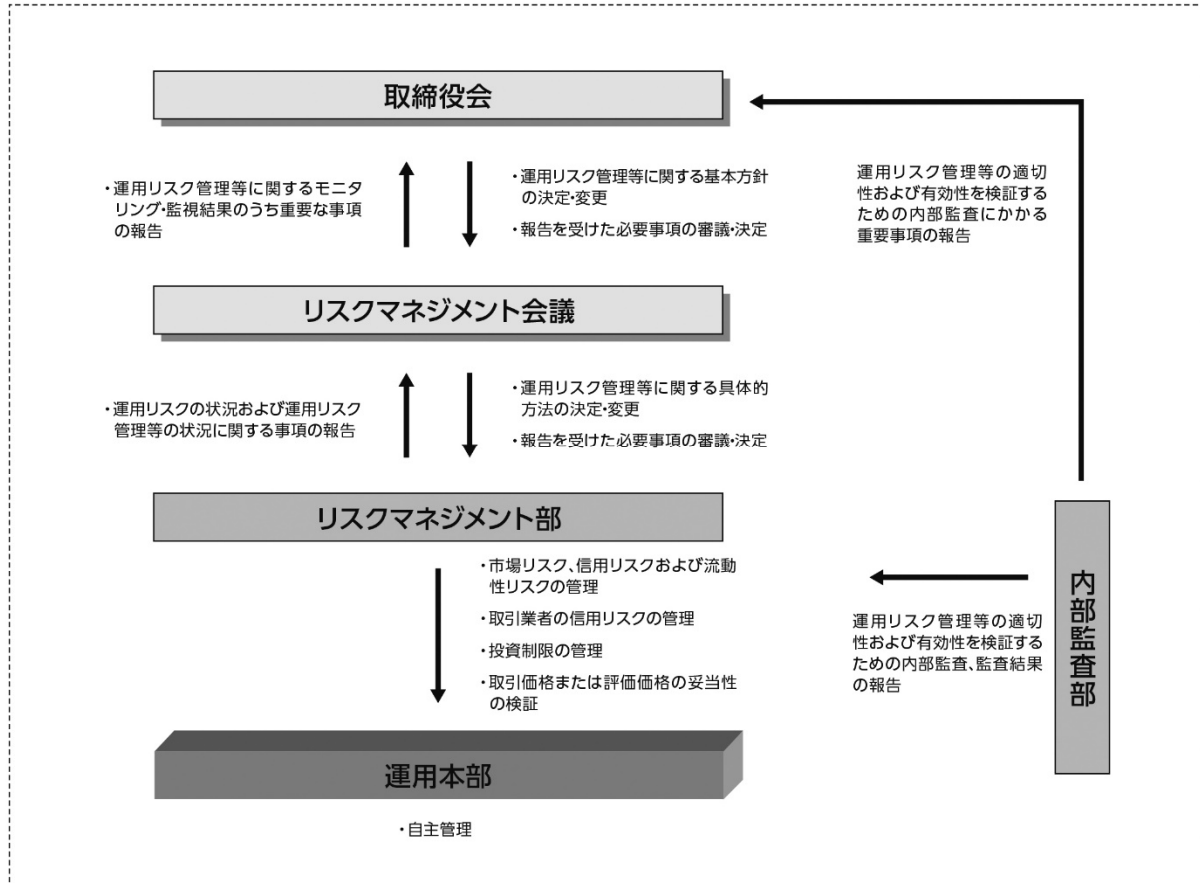 取締役会
・運用リスク管理等に関するモニタ
リング・監視結果のうち重要な事項
の報告
・運用リスク管理等に関する基本方針
の決定・変更
・報告を受けた必要事項の審議・決定
運用リスク管理等の適切
性および有効性を検証する
ための内部監査にかかる
重要事項の報告
リスクマネジメント会議
・運用リスクの状況および運用リスク
管理等の状況に関する事項の報告
・運用リスク管理等に関する具体的
方法の決定・変更
・報告を受けた必要事項の審議・決定
リスクマネジメント部
・市場リスク、信用リスクおよび流動
性リスクの管理
・取引業者の信用リスクの管理
・投資制限の管理
・取引価格または評価価格の妥当性
の検証
運用リスク管理等の適切
性および有効性を検証する
ための内部監査、監査結果
の報告
内部監査部
運用本部
・自主管理